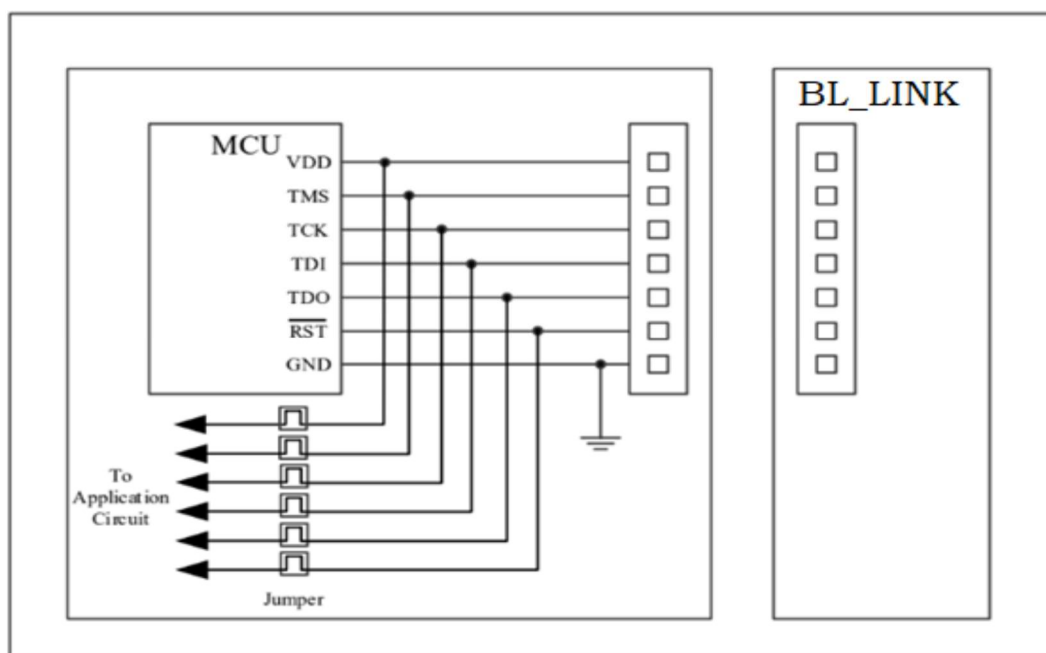 BL_LINK
MCU
VDD
TMS
TCK
TDI
TDO
RST
GND
To
Application
Circuit
Jumper